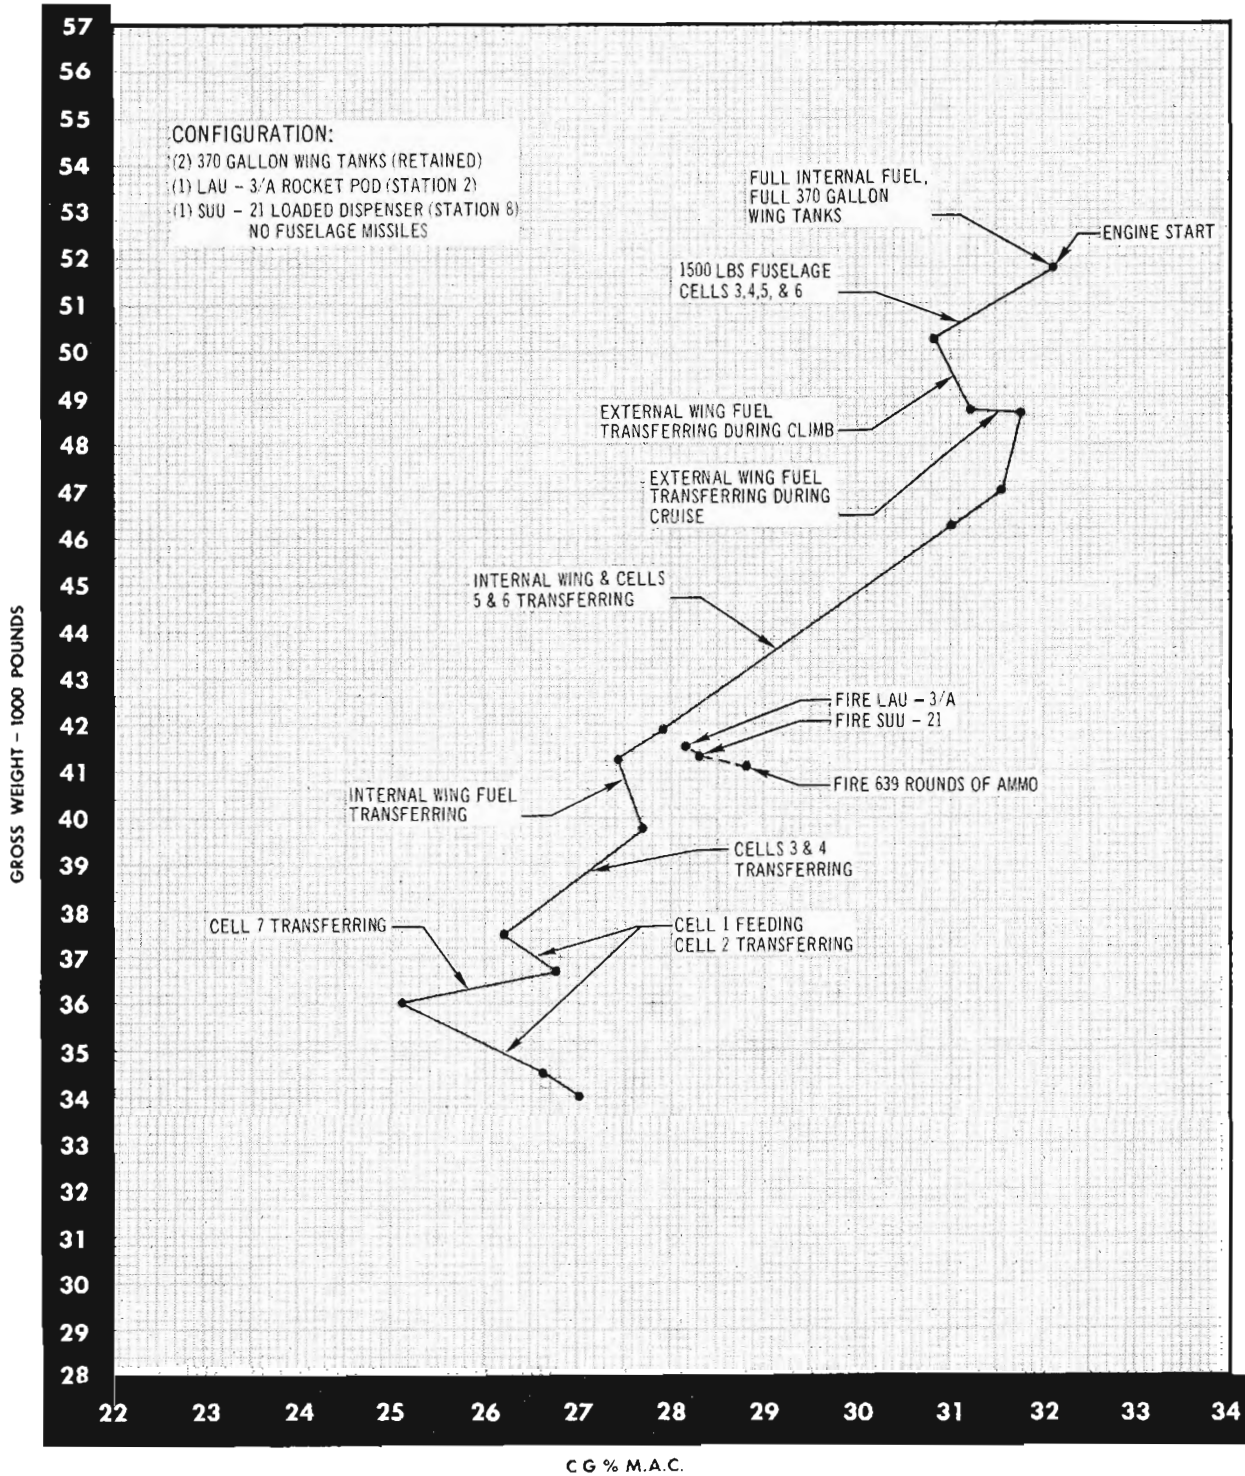 57
56
55
54
53
52
51
50
49
48
47
46
45
44
43
42
41
40
39
38
37
36
35
34
33
32
31
30
29
28
GROSS WEIGHT - 1000 POUNDS
CONFIGURATION:
(2) 370 GALLON WING TANKS (RETAINED)
(1) LAU - 3/A ROCKET POD (STATION 2)
(1) SUU - 21 LOADED DISPENSER (STATION 8)
NO FUSELAGE MISSILES
FULL INTERNAL FUEL,
FULL 370 GALLON
WING TANKS
ENGINE START
1500 LBS FUSELAGE
CELLS 3,4,5, & 6
EXTERNAL WING FUEL
TRANSFERRING DURING CLIMB
EXTERNAL WING FUEL
TRANSFERRING DURING
CRUISE
INTERNAL WING & CELLS
5 & 6 TRANSFERRING
FIRE LAU - 3/A
FIRE SUU - 21
FIRE 639 ROUNDS OF AMMO
INTERNAL WING FUEL
TRANSFERRING
CELLS 3 & 4
TRANSFERRING
CELL 7 TRANSFERRING
CELL 1 FEEDING
CELL 2 TRANSFERRING
22 23 24 25 26 27 28 29 30 31 32 33 34
C G % M.A.C.